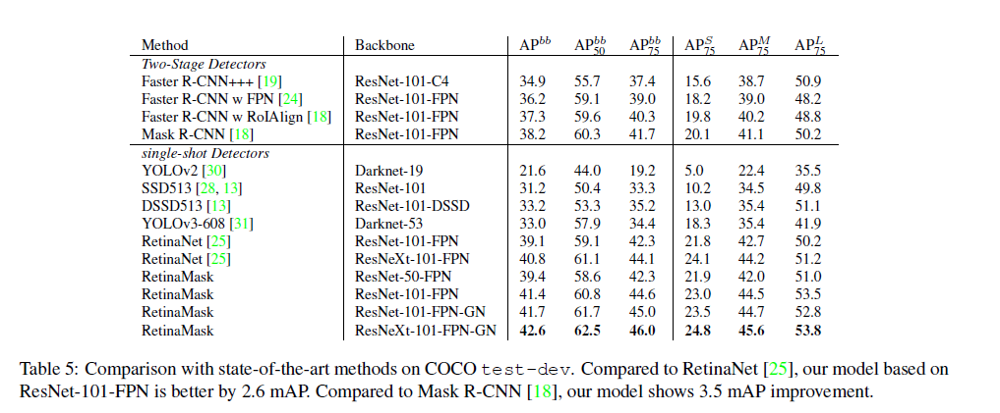 Method Backbone AP^bb AP^bb_50 AP^bb_75 AP^S_75 AP^M_75 AP^L_75
Two-Stage Detectors
Faster R-CNN+++ [19] ResNet-101-C4 34.9 55.7 37.4 15.6 38.7 50.9
Faster R-CNN w FPN [24] ResNet-101-FPN 36.2 59.1 39.0 18.2 39.0 48.2
Faster R-CNN w RoIAlign [18] ResNet-101-FPN 37.3 59.6 40.3 19.8 40.2 48.8
Mask R-CNN [18] ResNet-101-FPN 38.2 60.3 41.7 20.1 41.1 50.2
single-shot Detectors
YOLOv2 [30] Darknet-19 21.6 44.0 19.2 5.0 22.4 35.5
SSD513 [28, 13] ResNet-101 31.2 50.4 33.3 10.2 34.5 49.8
DSSD513 [13] ResNet-101-DSSD 33.2 53.3 35.2 13.0 35.4 51.1
YOLOv3-608 [31] Darknet-53 33.0 57.9 34.4 18.3 35.4 41.9
RetinaNet [25] ResNet-101-FPN 39.1 59.1 42.3 21.8 42.7 50.2
RetinaNet [25] ResNeXt-101-FPN 40.8 61.1 44.1 24.1 44.2 51.2
RetinaMask ResNet-50-FPN 39.4 58.6 42.3 21.9 42.0 51.0
RetinaMask ResNet-101-FPN 41.4 60.8 44.6 23.0 44.5 53.5
RetinaMask ResNet-101-FPN-GN 41.7 61.7 45.0 23.5 44.7 52.8
RetinaMask ResNeXt-101-FPN-GN 42.6 62.5 46.0 24.8 45.6 53.8
Table 5: Comparison with state-of-the-art methods on COCO test-dev. Compared to RetinaNet [25], our model based on
ResNet-101-FPN is better by 2.6 mAP. Compared to Mask R-CNN [18], our model shows 3.5 mAP improvement.